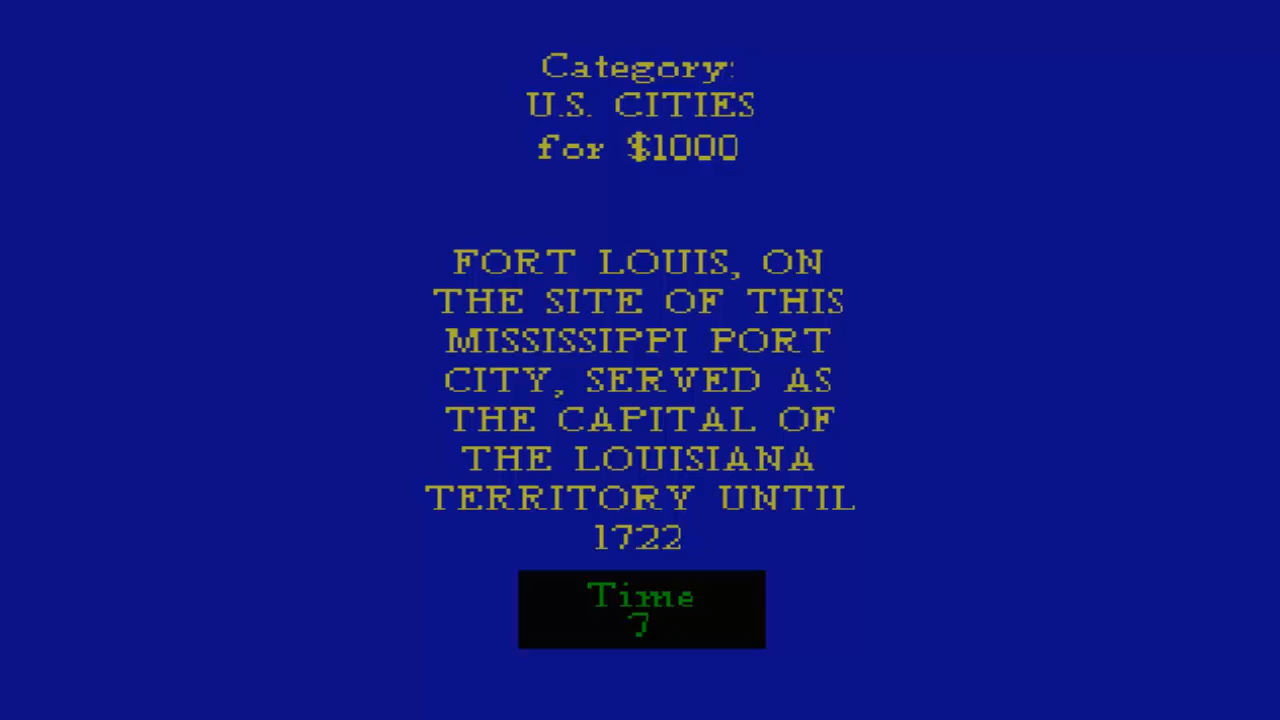 Category:
U.S. CITIES
for $1000
FORT LOUIS, ON
THE SITE OF THIS
MISSISSIPPI PORT
CITY, SERVED AS
THE CAPITAL OF
THE LOUISIANA
TERRITORY UNTIL
1722
Time
7